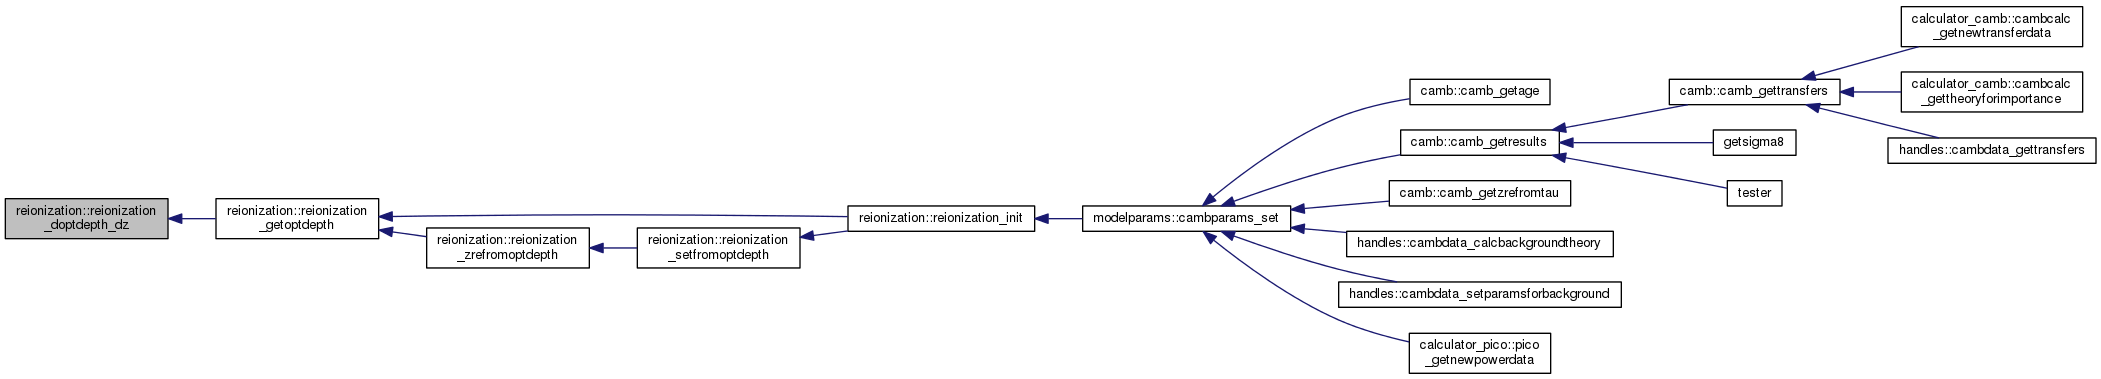 reionization::reionization
_doptdepth_dz
reionization::reionization
_getoptdepth
reionization::reionization
_zrefromoptdepth
reionization::reionization
_setfromoptdepth
reionization::reionization_init
modelparams::cambparams_set
camb::camb_getage
camb::camb_getresults
camb::camb_getzrefromtau
handles::cambdata_calcbackgroundtheory
handles::cambdata_setparamsforbackground
calculator_pico::pico
_getnewpowerdata
camb::camb_gettransfers
getsigma8
tester
calculator_camb::cambcalc
_getnewtransferdata
calculator_camb::cambcalc
_gettheoryforimportance
handles::cambdata_gettransfers